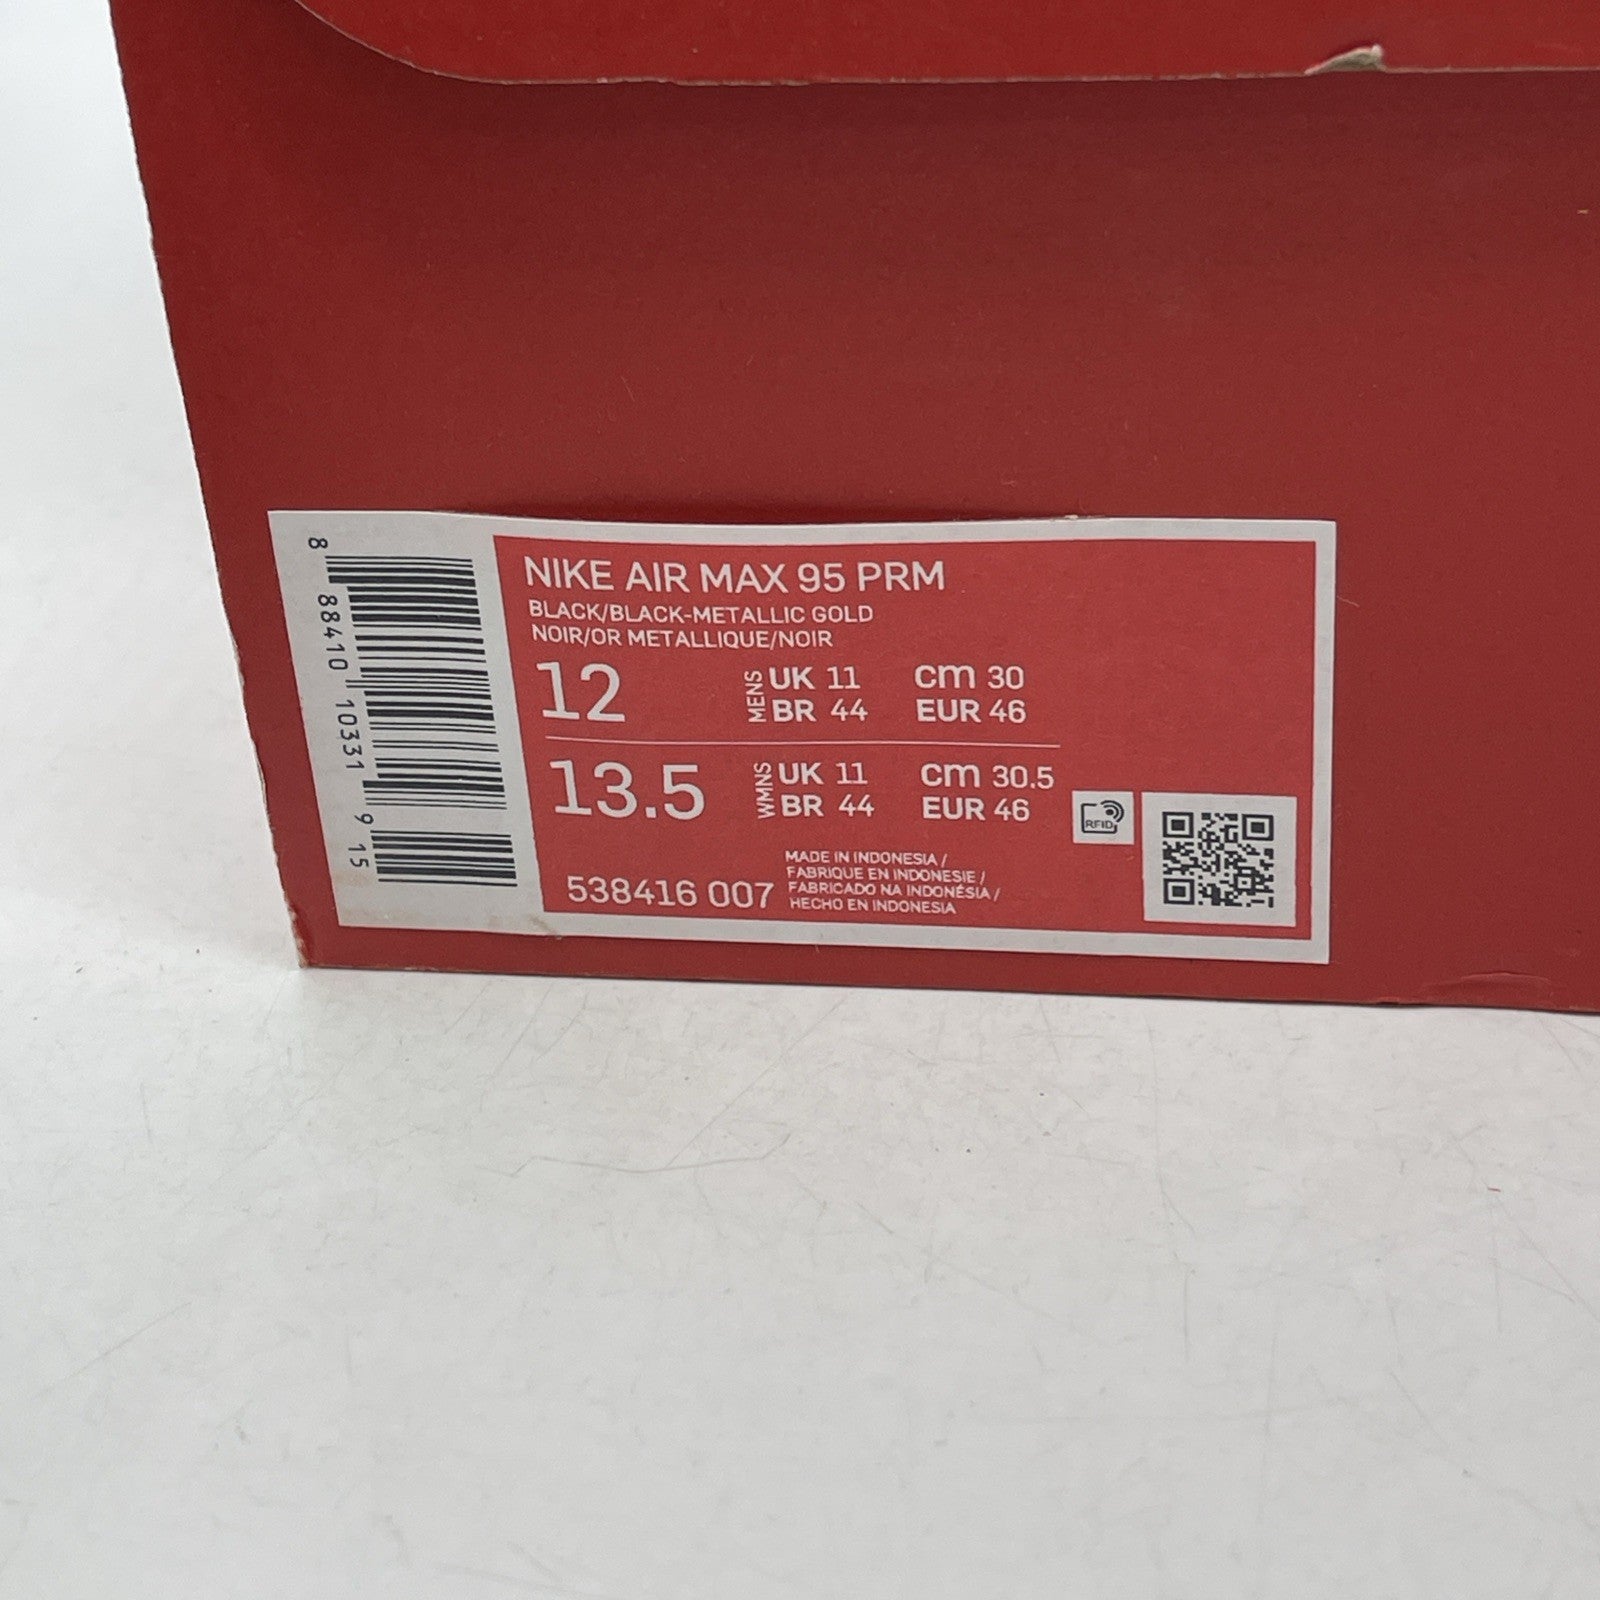 8 88410 10331 9 15
NIKE AIR MAX 95 PRM
BLACK/BLACK-METALLIC GOLD
NOIR/OR METALLIQUE/NOIR
12 MENS UK 11 cm 30
BR 44 EUR 46
13.5 WMNS UK 11 cm 30.5
BR 44 EUR 46
RFID
538416 007
MADE IN INDONESIA /
FABRIQUE EN INDONESIE /
FABRICADO NA INDONÉSIA /
HECHO EN INDONESIA